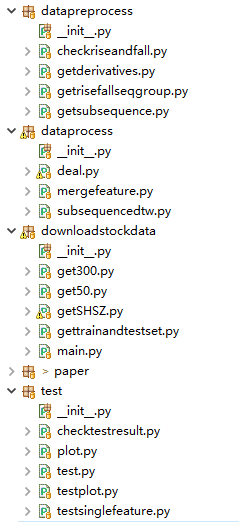 datapreprocess
__init__.py
checkriseandfall.py
getderivatives.py
getrisefallseqgroup.py
getsubsequence.py
dataprocess
__init__.py
deal.py
mergefeature.py
subsequencedtw.py
downloadstockdata
__init__.py
get300.py
get50.py
getSHSZ.py
gettrainandtestset.py
main.py
> paper
test
__init__.py
checktestresult.py
plot.py
test.py
testplot.py
testsinglefeature.py